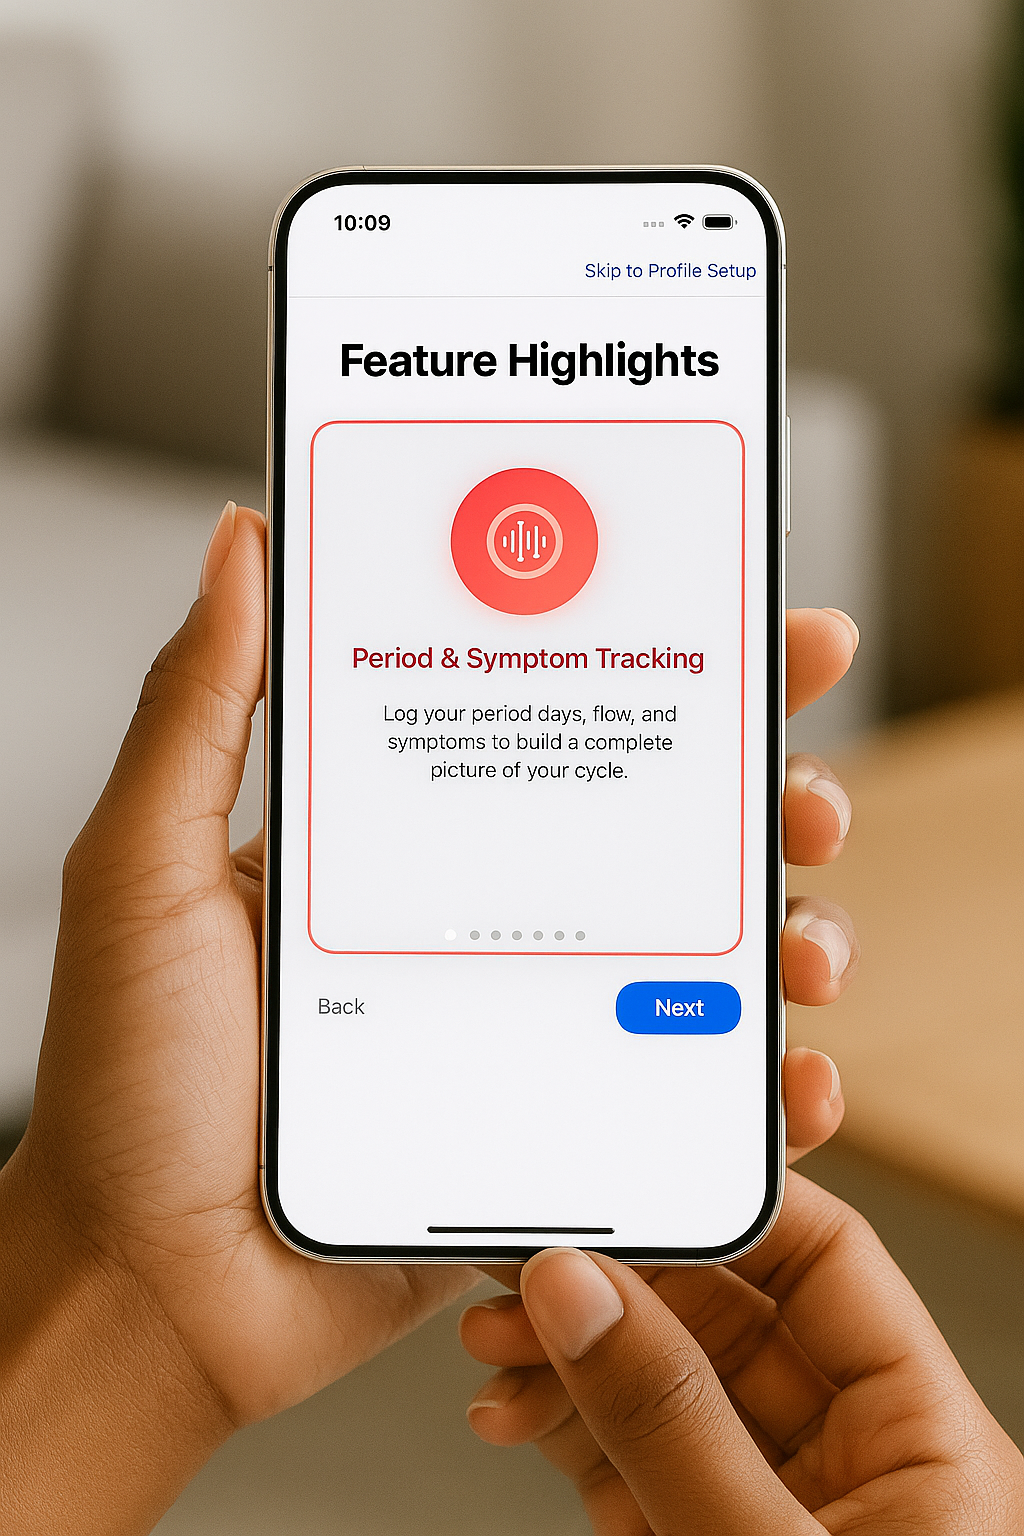 10:09
Skip to Profile Setup
Feature Highlights
Period & Symptom Tracking
Log your period days, flow, and
symptoms to build a complete
picture of your cycle.
Back
Next